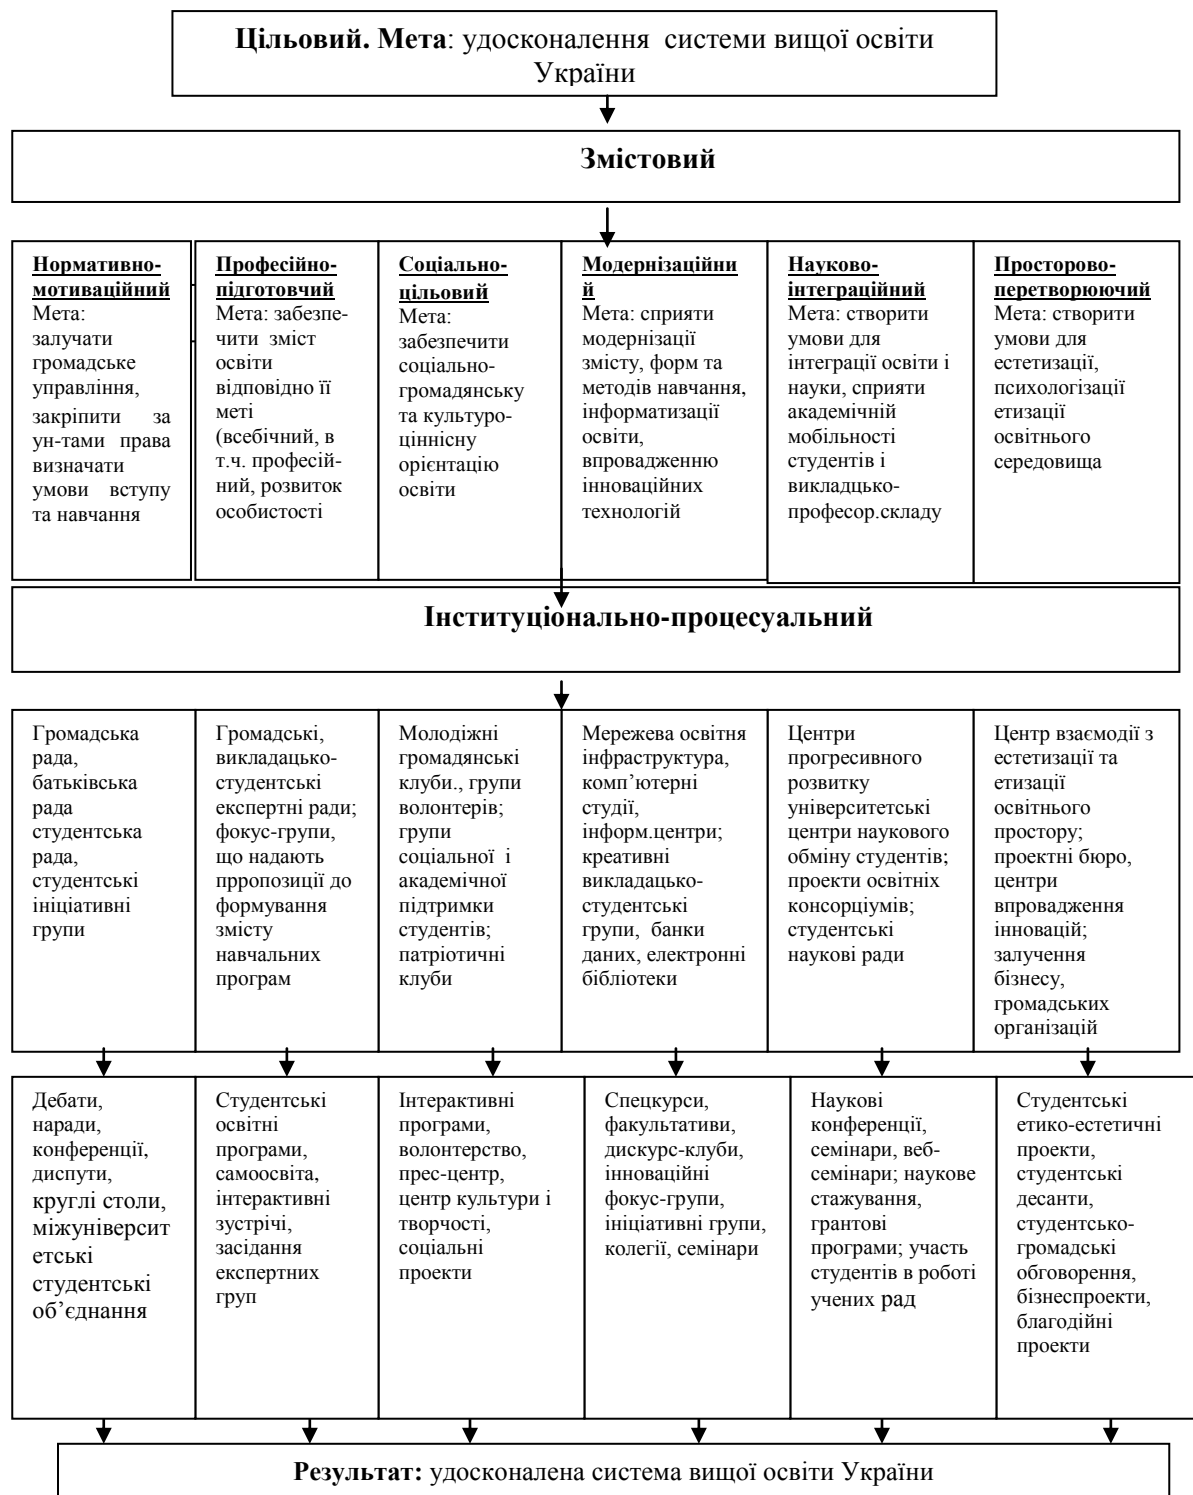 Цільовий. Мета: удосконалення системи вищої освіти
України
Змістовий
Нормативно-
мотиваційний
Мета:
залучати
громадське
управління,
закріпити за
ун-тами права
визначати
умови вступу
та навчання
Професійно-
підготовчий
Мета: забезпе-
чити зміст
освіти
відповідно її
меті
(всебічний, в
т.ч. професій-
ний, розвиток
особистості
Соціально-
цільовий
Мета:
забезпечити
соціально-
громадянську
та культуро-
ціннісну
орієнтацію
освіти
Модернізаційни
й
Мета: сприяти
модернізації
змісту, форм та
методів навчання,
інформатизації
освіти,
впровадженню
інноваційних
технологій
Науково-
інтеграційний
Мета: створити
умови для
інтеграції освіти і
науки, сприяти
академічній
мобільності
студентів і
викладцько-
професор.складу
Просторово-
перетворюючий
Мета: створити
умови для
естетизації,
психологізації
етизації
освітнього
середовища
Інституціонально-процесуальний
Громадська
рада,
батьківська
рада
студентська
рада,
студентські
ініціативні
групи
Громадські,
викладацько-
студентські
експертні ради;
фокус-групи,
що надають
прропозиції до
формування
змісту
навчальних
програм
Молодіжні
громадянські
клуби., групи
волонтерів;
групи
соціальної і
академічної
підтримки
студентів;
патріотичні
клуби
Мережева освітня
інфраструктура,
комп’ютерні
студії,
інформ.центри;
креативні
викладацько-
студентські
групи, банки
даних, електронні
бібліотеки
Центри
прогресивного
розвитку
університетські
центри наукового
обміну студентів;
проекти освітніх
консорціумів;
студентські
наукові ради
Центр взаємодії з
естетизації та
етизації
освітнього
простору;
проектні бюро,
центри
впровадження
інновацій;
залучення
бізнесу,
громадських
організацій
Дебати,
наради,
конференції,
диспути,
круглі столи,
міжуніверсит
етські
студентські
об’єднання
Студентські
освітні
програми,
самоосвіта,
інтерактивні
зустрічі,
засідання
експертних
груп
Інтерактивні
програми,
волонтерство,
прес-центр,
центр культури і
творчості,
соціальні
проекти
Спецкурси,
факультативи,
дискурс-клуби,
інноваційні
фокус-групи,
ініціативні групи,
колегії, семінари
Наукові
конференції,
семінари, веб-
семінари; наукове
стажування,
грантові
програми; участь
студентів в роботі
учених рад
Студентські
етико-естетичні
проекти,
студентські
десанти,
студентсько-
громадські
обговорення,
бізнеспроекти,
благодійні
проекти
Результат: удосконалена система вищої освіти України